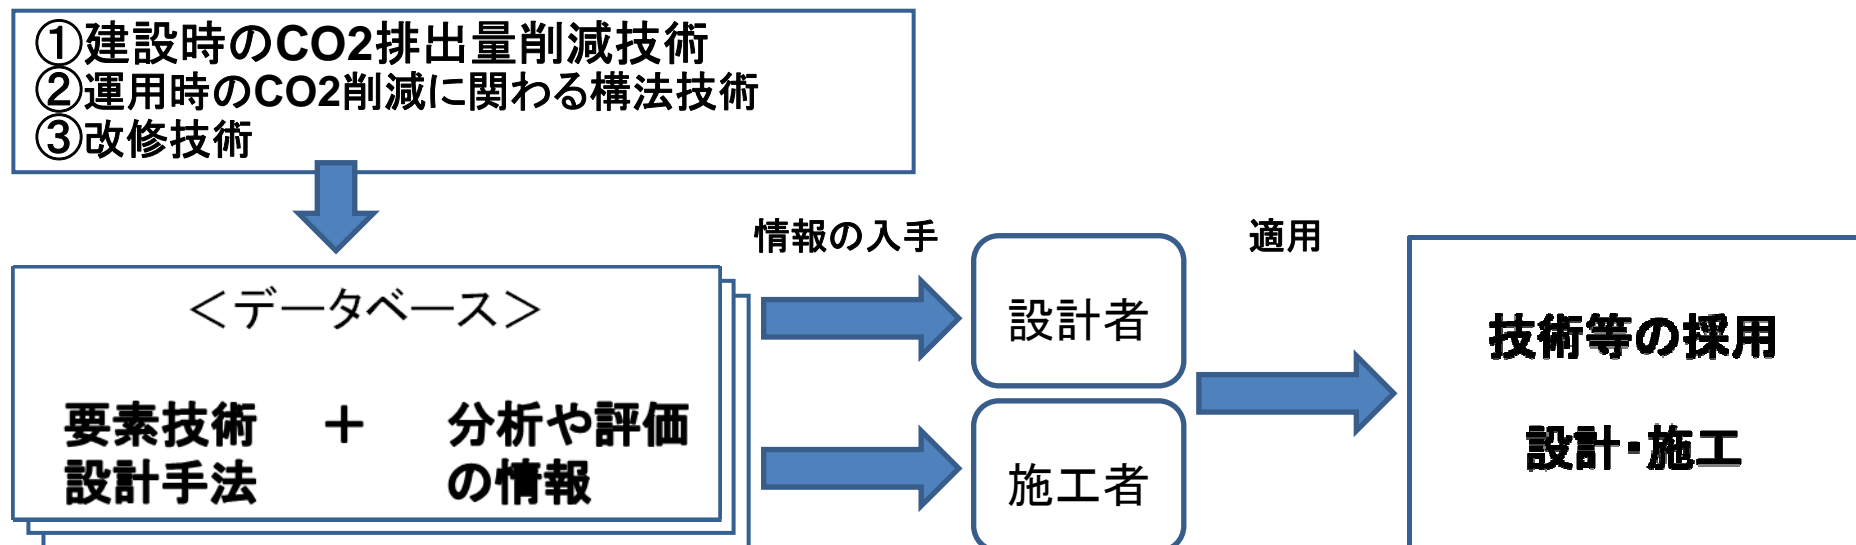 ①建設時のCO2排出量削減技術
②運用時のCO2削減に関わる構法技術
③改修技術
＜データベース＞
要素技術 ＋ 分析や評価
設計手法 の情報
情報の入手
設計者
施工者
適用
技術等の採用
設計・施工